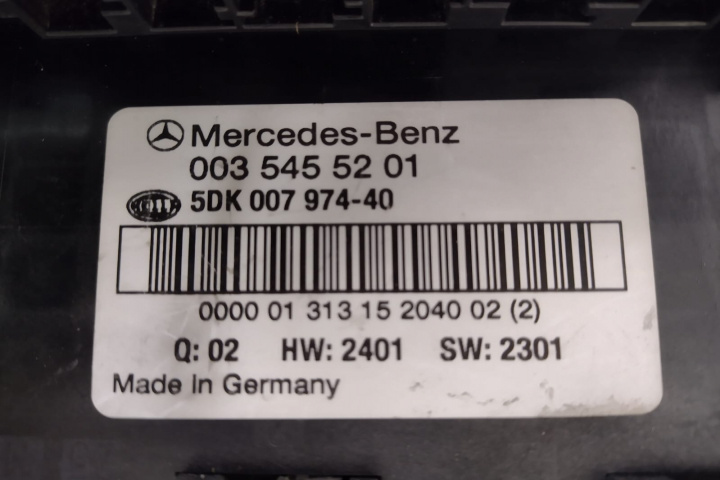 Mercedes-Benz
003 545 52 01
HELLA 5DK 007 974-40
0000 01 313 15 2040 02 (2)
Q: 02 HW: 2401 SW: 2301
Made In Germany